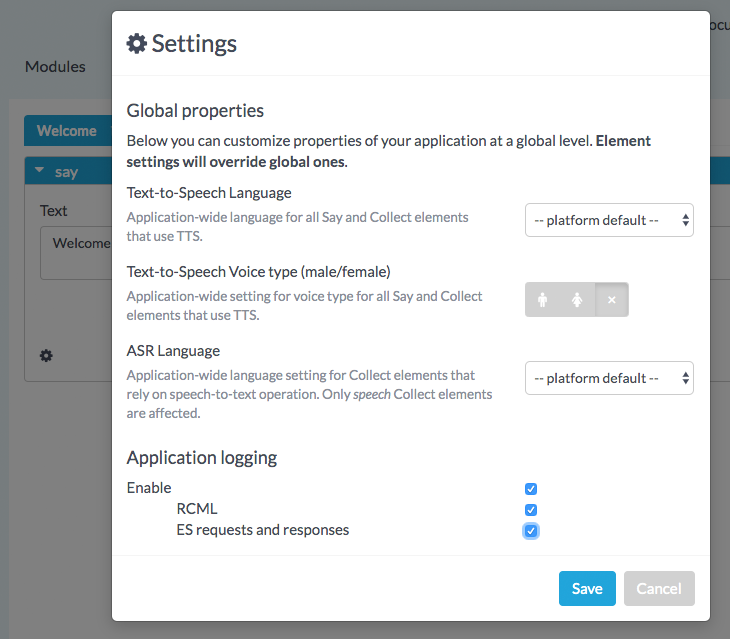 ocu
Settings
Modules
Global properties
Below you can customize properties of your application at a global level. Element
settings will override global ones.
Welcome
say
Text
Welcome
Text-to-Speech Language
Application-wide language for all Say and Collect elements
that use TTS.
-- platform default --
Text-to-Speech Voice type (male/female)
Application-wide setting for voice type for all Say and Collect
elements that use TTS.
ASR Language
Application-wide language setting for Collect elements that
rely on speech-to-text operation. Only speech Collect elements
are affected.
-- platform default --
Application logging
Enable
RCML
ES requests and responses
Save
Cancel